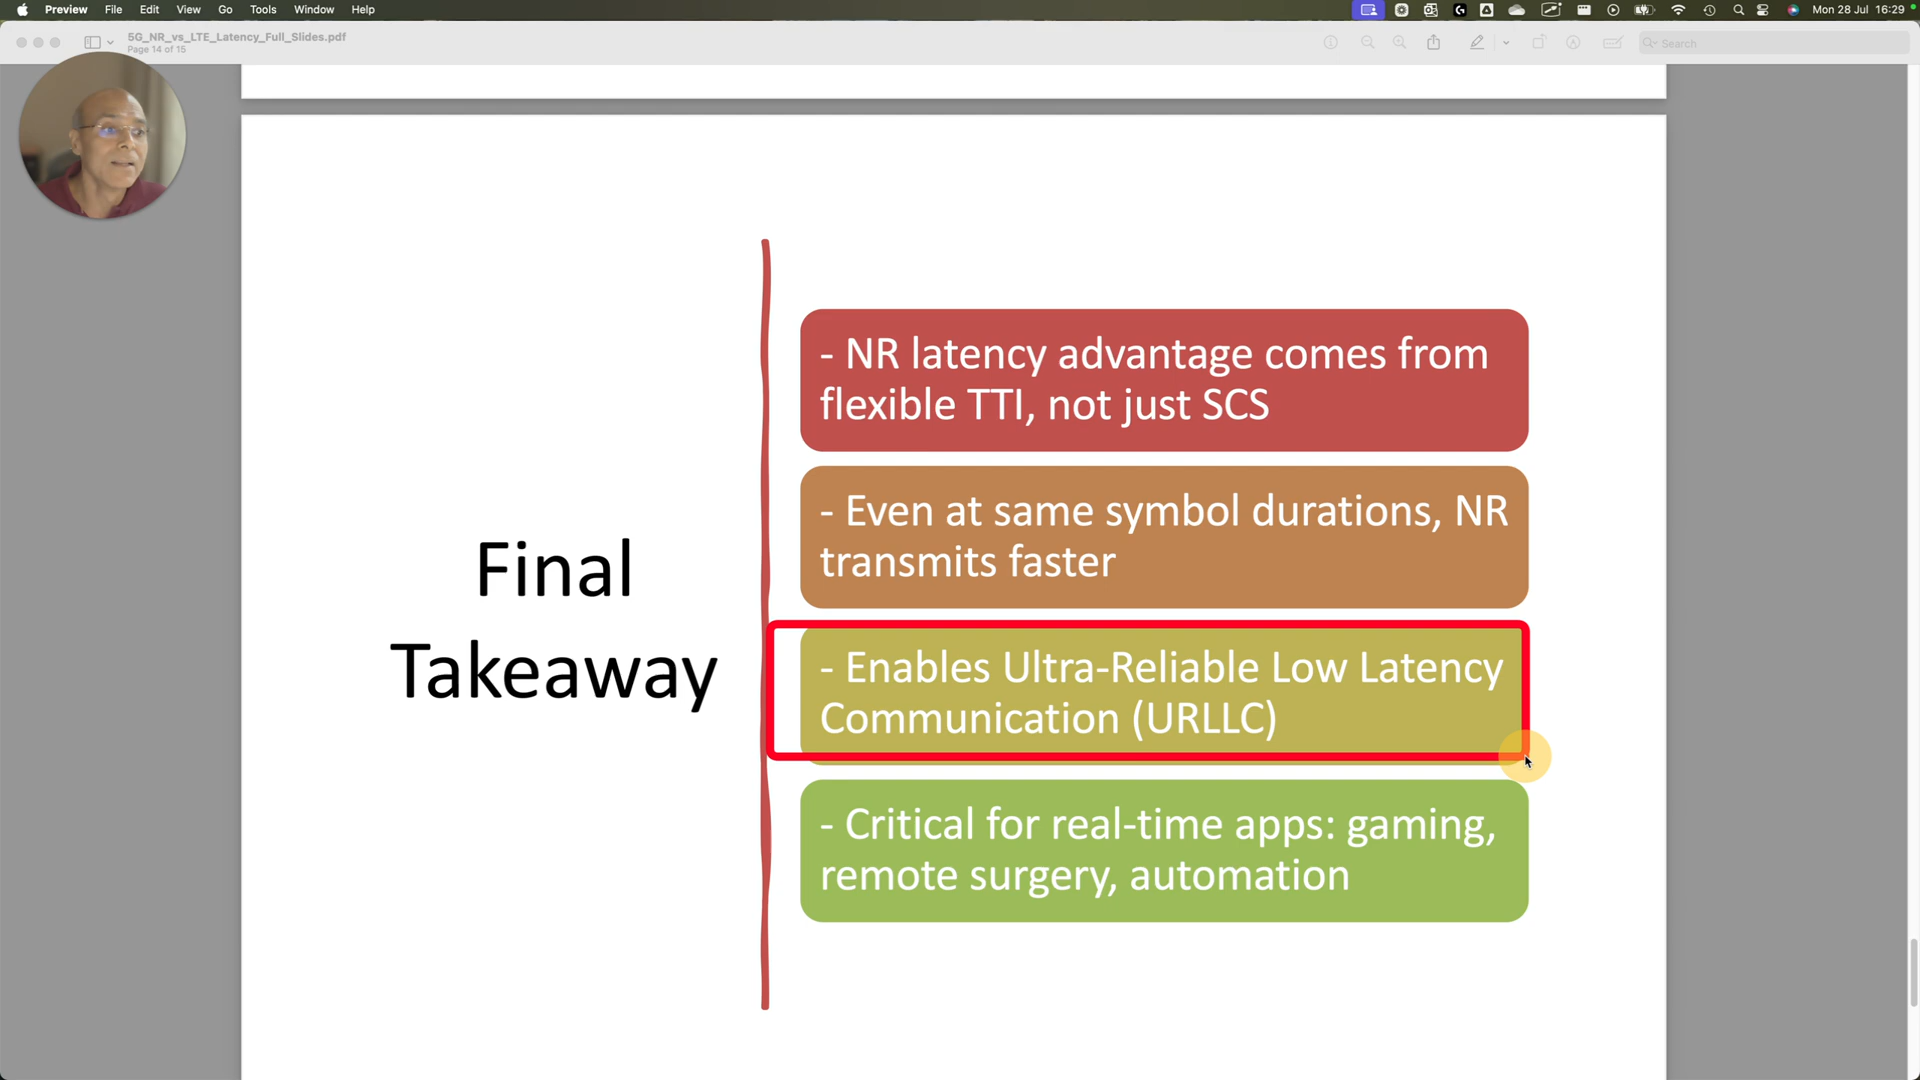 Preview File Edit View Go Tools Window Help
Mon 28 Jul 16:29
5G_NR_vs_LTE_Latency_Full_Slides.pdf
Page 14 of 15
Search
Final
Takeaway
- NR latency advantage comes from
flexible TTI, not just SCS
- Even at same symbol durations, NR
transmits faster
- Enables Ultra-Reliable Low Latency
Communication (URLLC)
- Critical for real-time apps: gaming,
remote surgery, automation